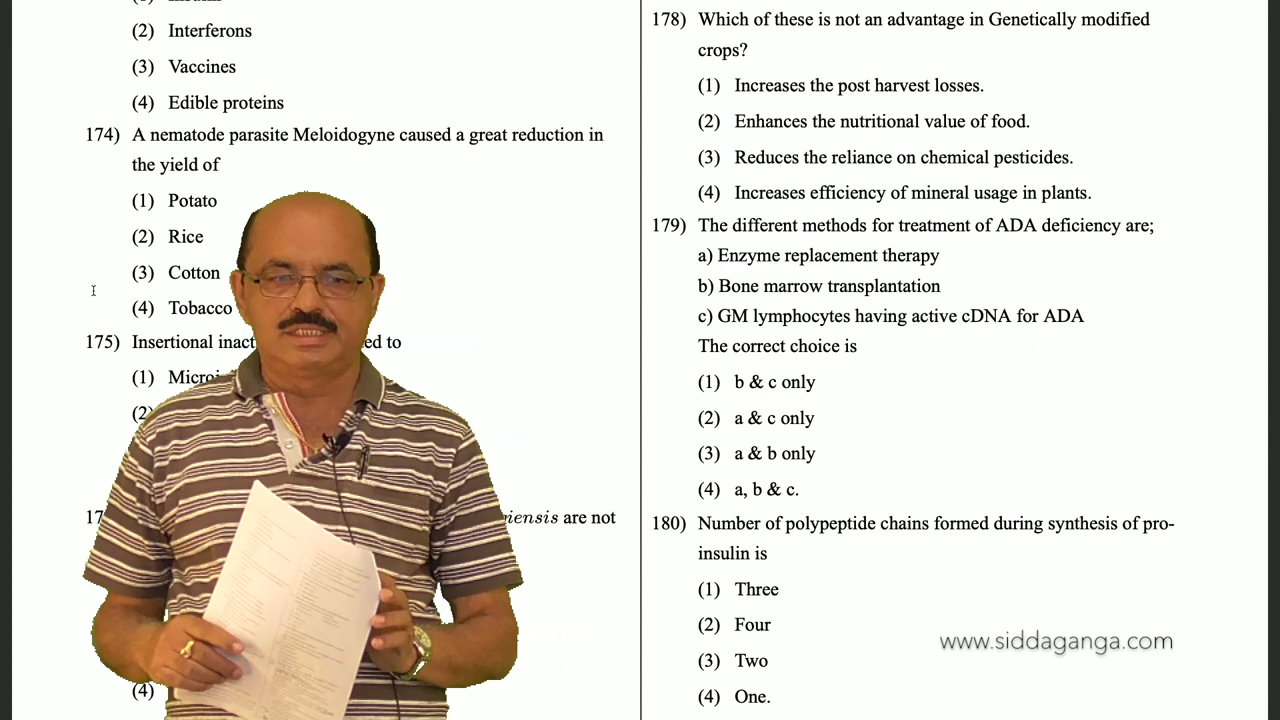 (2) Interferons
(3) Vaccines
(4) Edible proteins
174) A nematode parasite Meloidogyne caused a great reduction in
the yield of
(1) Potato
(2) Rice
(3) Cotton
(4) Tobacco
175) Insertional inact ed to
(1) Microi
(2)
17 iensis are not
(4)
178) Which of these is not an advantage in Genetically modified
crops?
(1) Increases the post harvest losses.
(2) Enhances the nutritional value of food.
(3) Reduces the reliance on chemical pesticides.
(4) Increases efficiency of mineral usage in plants.
179) The different methods for treatment of ADA deficiency are;
a) Enzyme replacement therapy
b) Bone marrow transplantation
c) GM lymphocytes having active cDNA for ADA
The correct choice is
(1) b & c only
(2) a & c only
(3) a & b only
(4) a, b & c.
180) Number of polypeptide chains formed during synthesis of pro-
insulin is
(1) Three
(2) Four
(3) Two
(4) One.
www.siddaganga.com